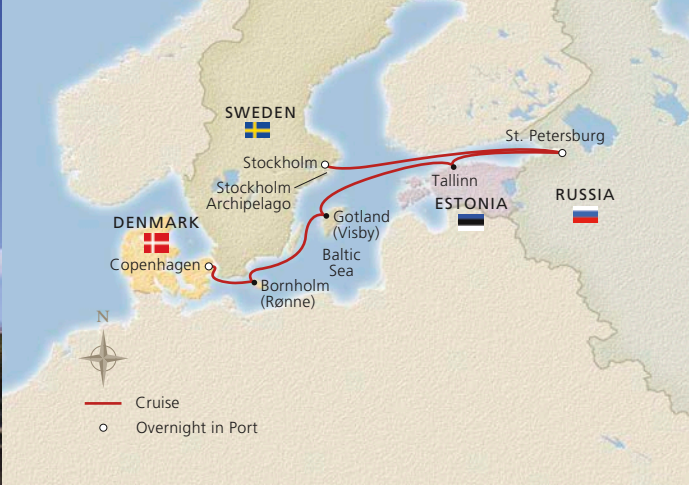 SWEDEN
St. Petersburg
Stockholm
Stockholm
Archipelago
Tallinn
ESTONIA
RUSSIA
DENMARK
Gotland
(Visby)
Copenhagen
Baltic
Sea
Bornholm
(Rønne)
N
Cruise
Overnight in Port